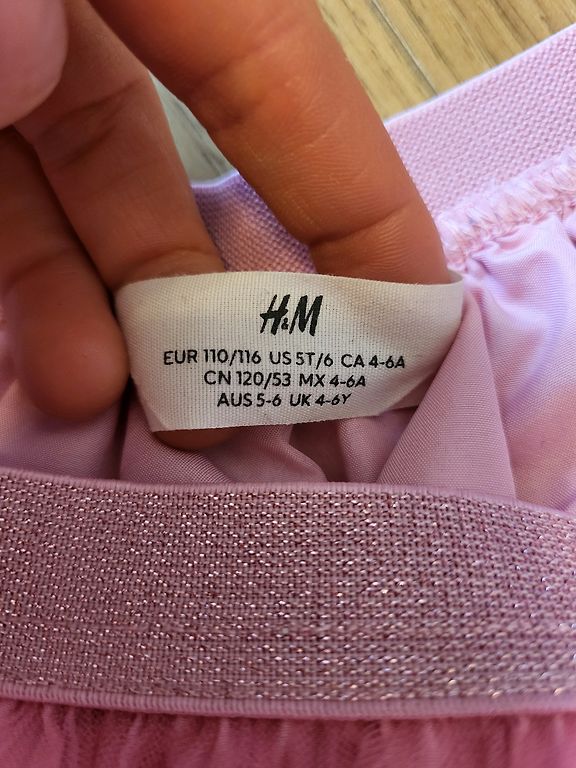 H&M
EUR 110/116 US 5T/6 CA 4-6A
CN 120/53 MX 4-6A
AUS 5-6 UK 4-6Y